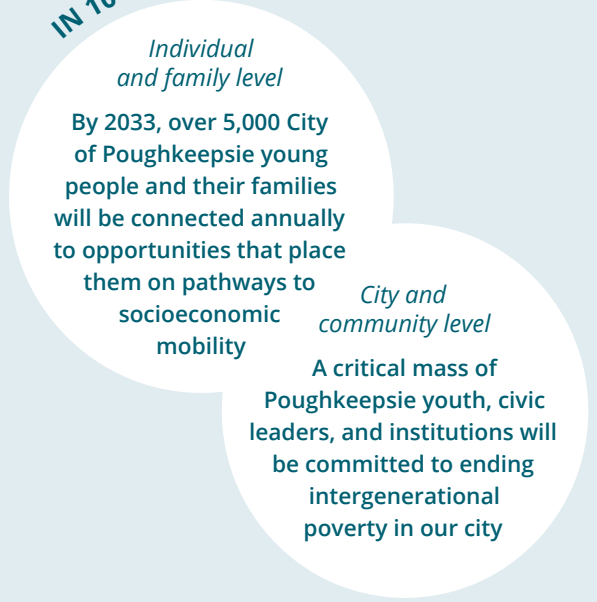 IN 10
Individual
and family level
By 2033, over 5,000 City
of Poughkeepsie young
people and their families
will be connected annually
to opportunities that place
them on pathways to
socioeconomic
mobility
City and
community level
A critical mass of
Poughkeepsie youth, civic
leaders, and institutions will
be committed to ending
intergenerational
poverty in our city